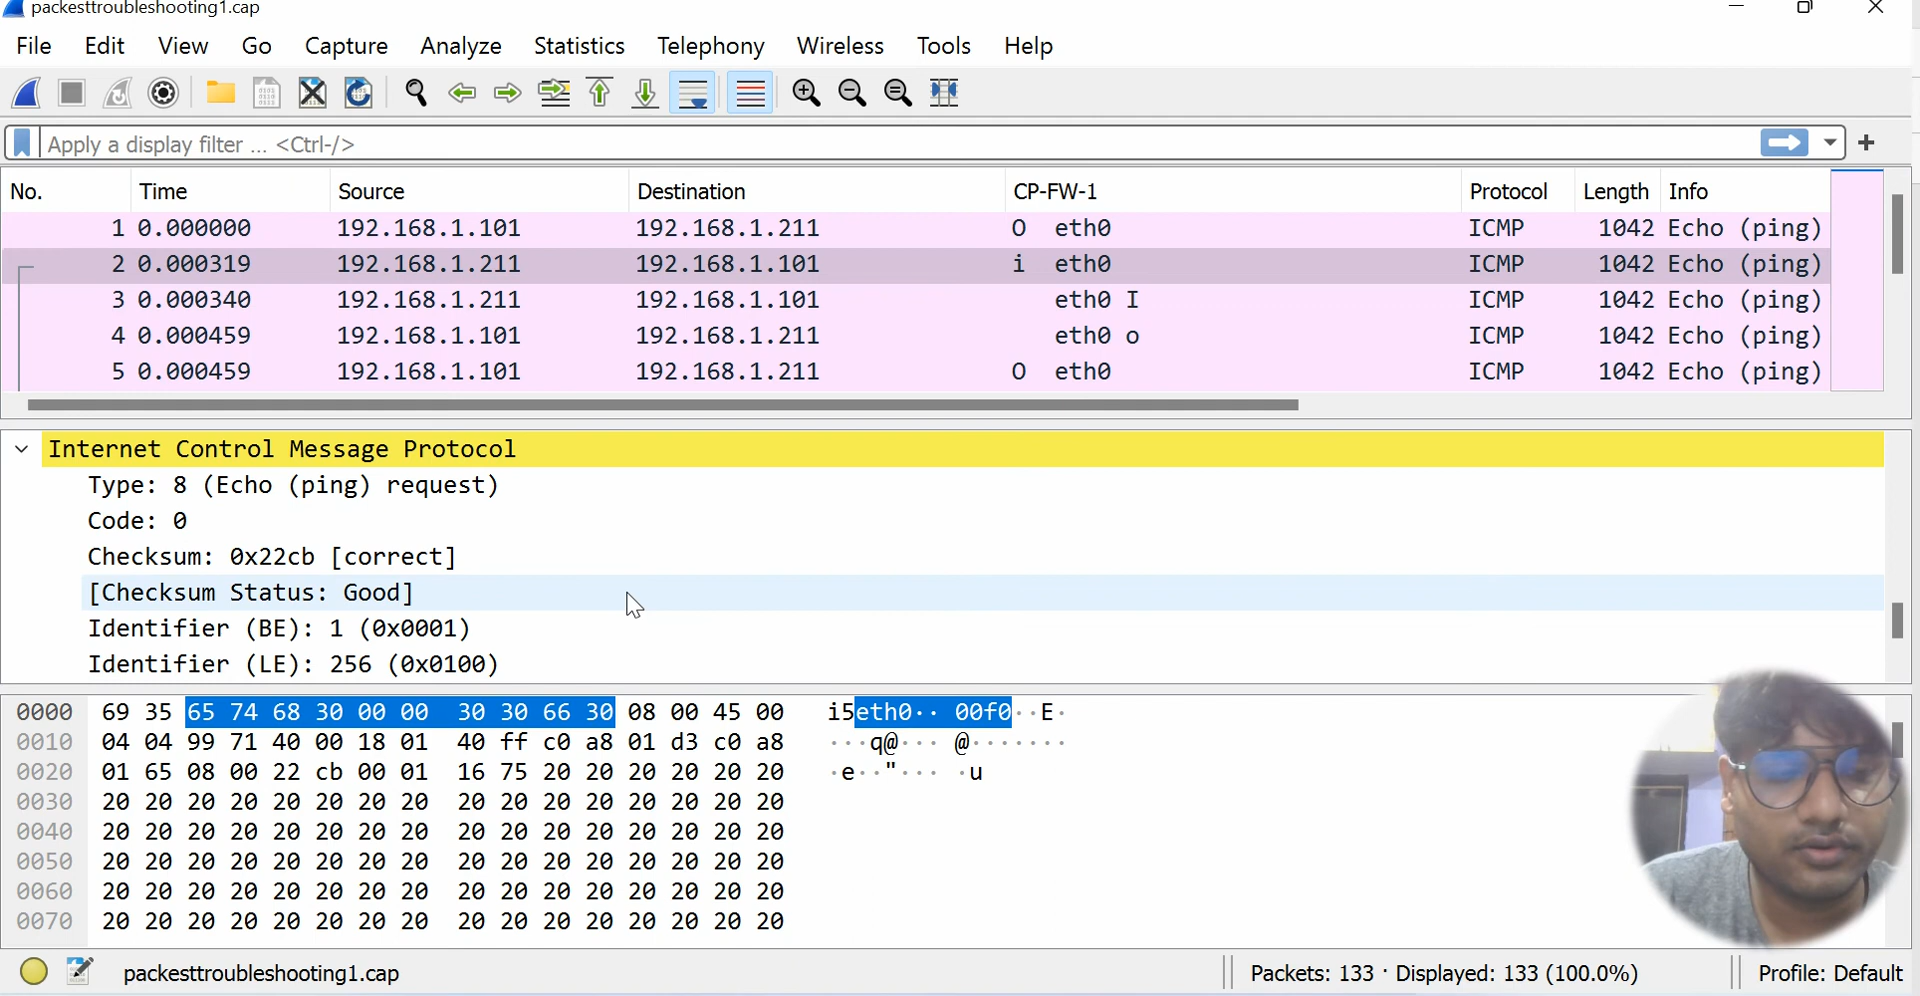 packesttroubleshooting1.cap
File Edit View Go Capture Analyze Statistics Telephony Wireless Tools Help
Apply a display filter ... <Ctrl-/>
No. Time Source Destination CP-FW-1 Protocol Length Info
1 0.000000 192.168.1.101 192.168.1.211 O eth0 ICMP 1042 Echo (ping)
2 0.000319 192.168.1.211 192.168.1.101 i eth0 ICMP 1042 Echo (ping)
3 0.000340 192.168.1.211 192.168.1.101 eth0 I ICMP 1042 Echo (ping)
4 0.000459 192.168.1.101 192.168.1.211 eth0 o ICMP 1042 Echo (ping)
5 0.000459 192.168.1.101 192.168.1.211 O eth0 ICMP 1042 Echo (ping)
Internet Control Message Protocol
Type: 8 (Echo (ping) request)
Code: 0
Checksum: 0x22cb [correct]
[Checksum Status: Good]
Identifier (BE): 1 (0x0001)
Identifier (LE): 256 (0x0100)
0000 69 35 65 74 68 30 00 00 30 30 66 30 08 00 45 00 i5eth0·· 00f0··E·
0010 04 04 99 71 40 00 18 01 40 ff c0 a8 01 d3 c0 a8 ···q@··· @·······
0020 01 65 08 00 22 cb 00 01 16 75 20 20 20 20 20 20 ·e··"··· ·u
0030 20 20 20 20 20 20 20 20 20 20 20 20 20 20 20 20
0040 20 20 20 20 20 20 20 20 20 20 20 20 20 20 20 20
0050 20 20 20 20 20 20 20 20 20 20 20 20 20 20 20 20
0060 20 20 20 20 20 20 20 20 20 20 20 20 20 20 20 20
0070 20 20 20 20 20 20 20 20 20 20 20 20 20 20 20 20
packesttroubleshooting1.cap Packets: 133 · Displayed: 133 (100.0%) Profile: Default